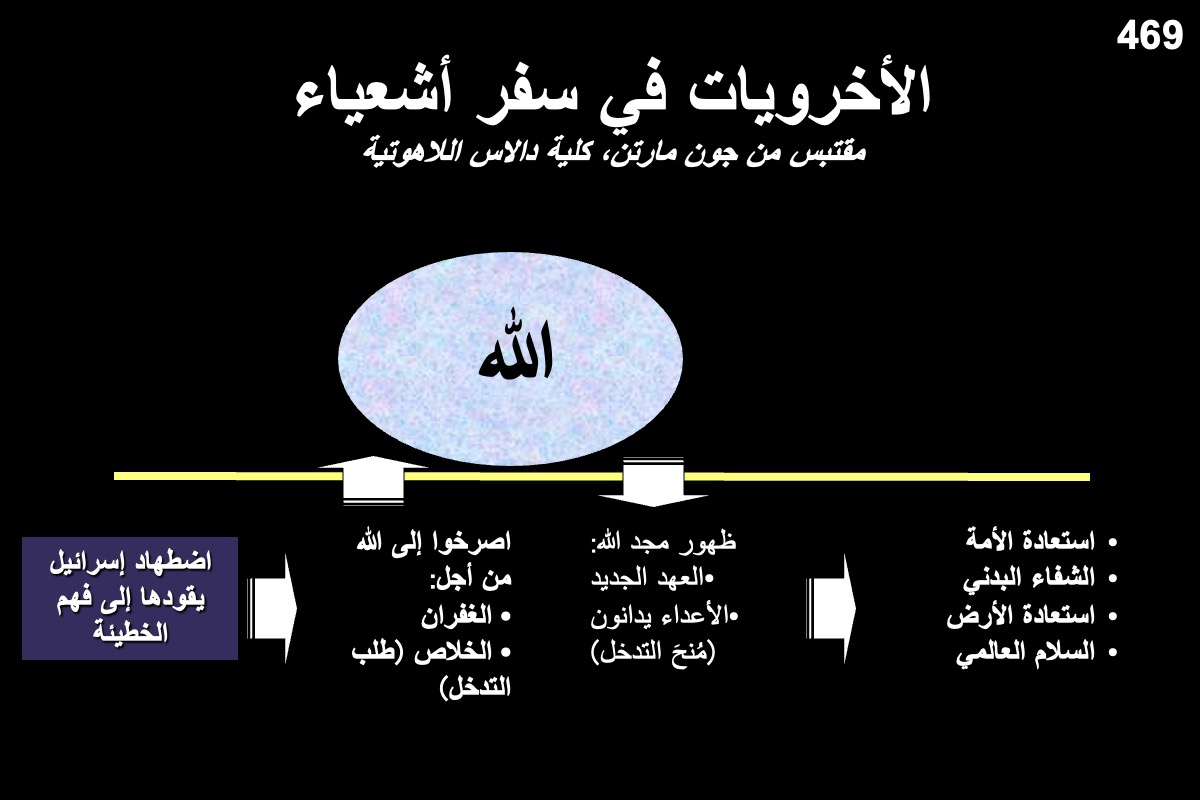 469
الأخرويات في سفر أشعياء
مقتبس من جون مارتن، كلية دالاس اللاهوتية
الله
اضطهاد إسرائيل
يقودها إلى فهم
الخطيئة
اصرخوا إلى الله
من أجل:
• الغفران
• الخلاص (طلب
التدخل)
ظهور مجد الله:
•العهد الجديد
•الأعداء يدانون
(مُنحَ التدخل)
• استعادة الأمة
• الشفاء البدني
• استعادة الأرض
• السلام العالمي